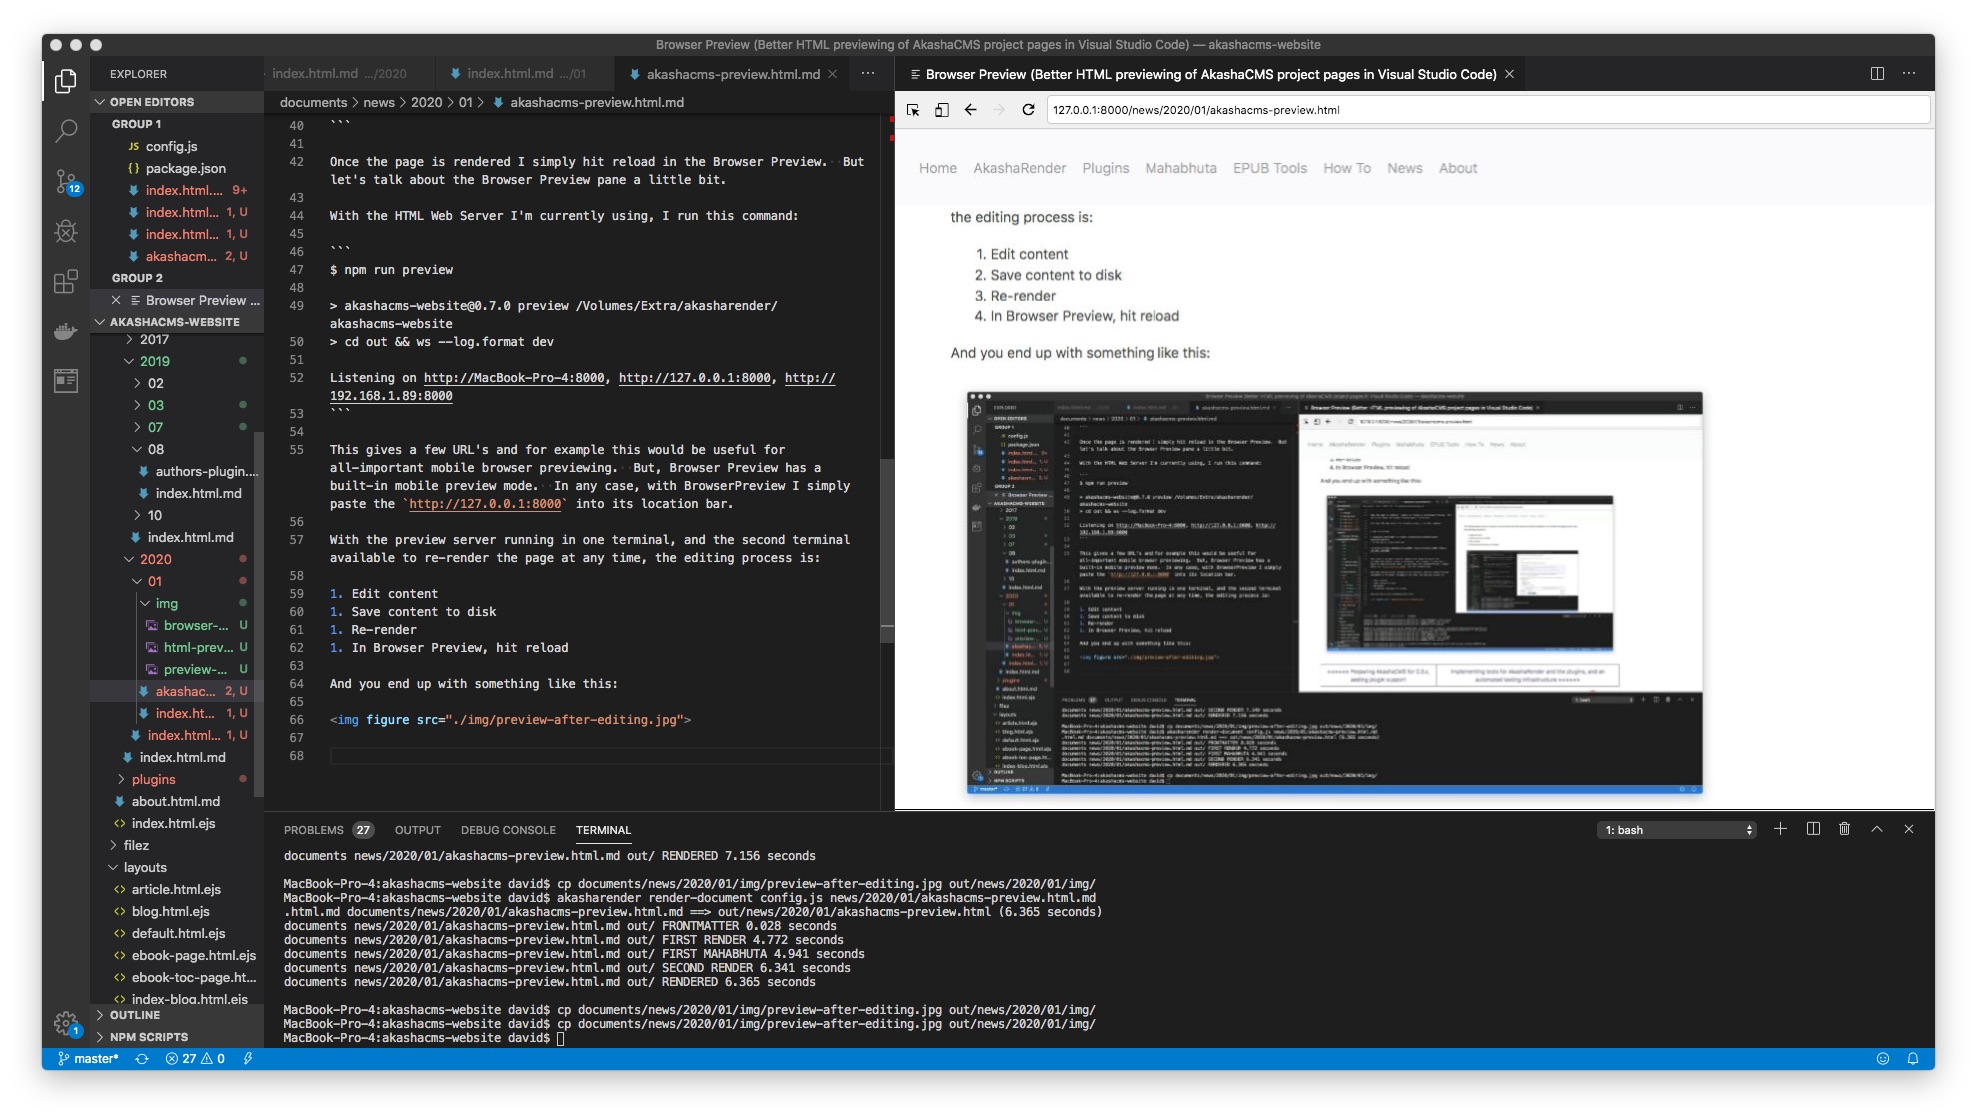 Browser Preview (Better HTML previewing of AkashaCMS project pages in Visual Studio Code) — akashacms-website
EXPLORER
index.html.md .../2020
index.html.md .../01
akashacms-preview.html.md
Browser Preview (Better HTML previewing of AkashaCMS project pages in Visual Studio Code)
OPEN EDITORS
GROUP 1
JS config.js
{} package.json
index.html.... 9+
index.html... 1, U
index.html... 1, U
akashacm... 2, U
GROUP 2
Browser Preview ...
AKASHACMS-WEBSITE
2017
2019
02
03
07
08
authors-plugin....
index.html.md
10
index.html.md
2020
01
img
browser-... U
html-prev... U
preview-... U
akashac... 2, U
index.ht... 1, U
index.html... 1, U
index.html.md
plugins
about.html.md
<> index.html.ejs
filez
layouts
<> article.html.ejs
<> blog.html.ejs
<> default.html.ejs
<> ebook-page.html.ejs
<> ebook-toc-page.ht...
<> index-blog.html.ejs
OUTLINE
NPM SCRIPTS
12
1
documents > news > 2020 > 01 > akashacms-preview.html.md
40 ```
41
42 Once the page is rendered I simply hit reload in the Browser Preview. But
let's talk about the Browser Preview pane a little bit.
43
44 With the HTML Web Server I'm currently using, I run this command:
45
46 ```
47 $ npm run preview
48
49 > akashacms-website@0.7.0 preview /Volumes/Extra/akasharender/
akashacms-website
50 > cd out && ws --log.format dev
51
52 Listening on http://MacBook-Pro-4:8000, http://127.0.0.1:8000, http://
192.168.1.89:8000
53 ```
54
55 This gives a few URL's and for example this would be useful for
all-important mobile browser previewing. But, Browser Preview has a
built-in mobile preview mode. In any case, with BrowserPreview I simply
paste the `http://127.0.0.1:8000` into its location bar.
56
57 With the preview server running in one terminal, and the second terminal
available to re-render the page at any time, the editing process is:
58
59 1. Edit content
60 1. Save content to disk
61 1. Re-render
62 1. In Browser Preview, hit reload
63
64 And you end up with something like this:
65
66 <img figure src="./img/preview-after-editing.jpg">
67
68
127.0.0.1:8000/news/2020/01/akashacms-preview.html
Home AkashaRender Plugins Mahabhuta EPUB Tools How To News About
the editing process is:
1. Edit content
2. Save content to disk
3. Re-render
4. In Browser Preview, hit reload
And you end up with something like this:
PROBLEMS 27 OUTPUT DEBUG CONSOLE TERMINAL
1: bash
documents news/2020/01/akashacms-preview.html.md out/ RENDERED 7.156 seconds
MacBook-Pro-4:akashacms-website david$ cp documents/news/2020/01/img/preview-after-editing.jpg out/news/2020/01/img/
MacBook-Pro-4:akashacms-website david$ akasharender render-document config.js news/2020/01/akashacms-preview.html.md
.html.md documents/news/2020/01/akashacms-preview.html.md ==> out/news/2020/01/akashacms-preview.html (6.365 seconds)
documents news/2020/01/akashacms-preview.html.md out/ FRONTMATTER 0.028 seconds
documents news/2020/01/akashacms-preview.html.md out/ FIRST RENDER 4.772 seconds
documents news/2020/01/akashacms-preview.html.md out/ FIRST MAHABHUTA 4.941 seconds
documents news/2020/01/akashacms-preview.html.md out/ SECOND RENDER 6.341 seconds
documents news/2020/01/akashacms-preview.html.md out/ RENDERED 6.365 seconds
MacBook-Pro-4:akashacms-website david$ cp documents/news/2020/01/img/preview-after-editing.jpg out/news/2020/01/img/
MacBook-Pro-4:akashacms-website david$ cp documents/news/2020/01/img/preview-after-editing.jpg out/news/2020/01/img/
MacBook-Pro-4:akashacms-website david$
master* 27 0